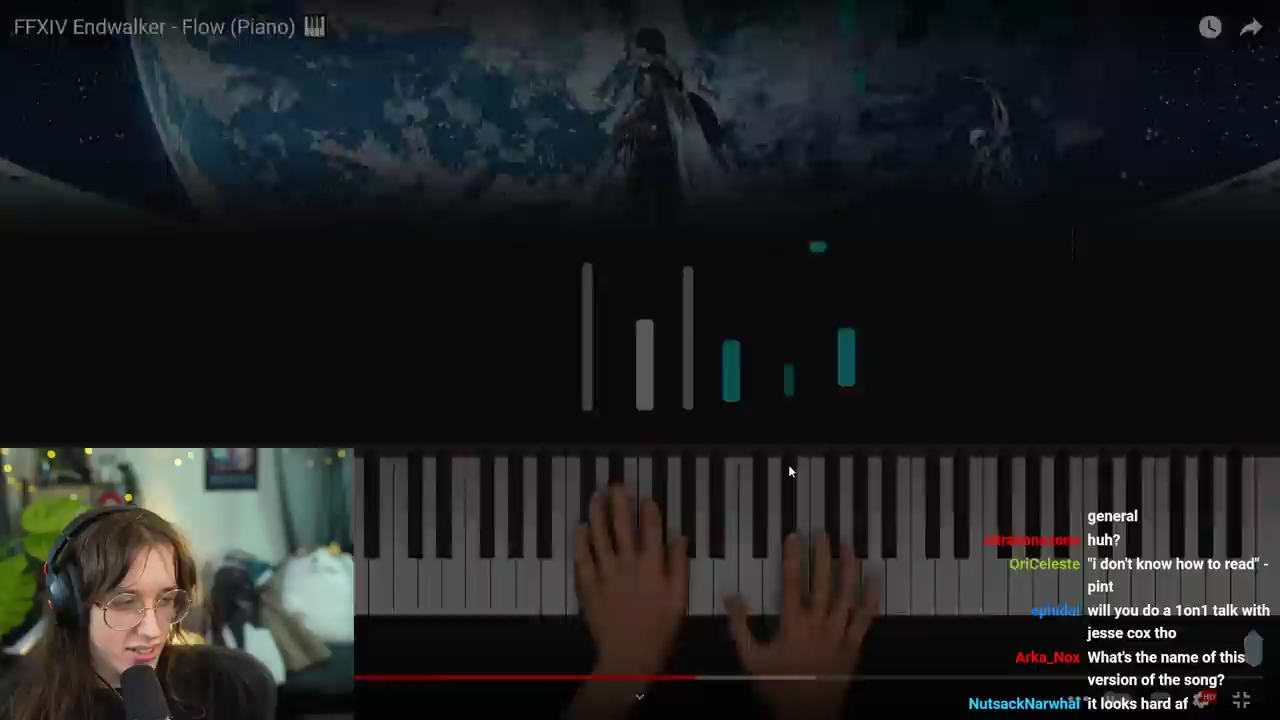 FFXIV Endwalker - Flow (Piano)
general
huh?
OriCeleste "i don't know how to read" -
pint
will you do a 1on1 talk with
jesse cox tho
Arka_Nox What's the name of this
version of the song?
NutsackNarwhal it looks hard af
HD